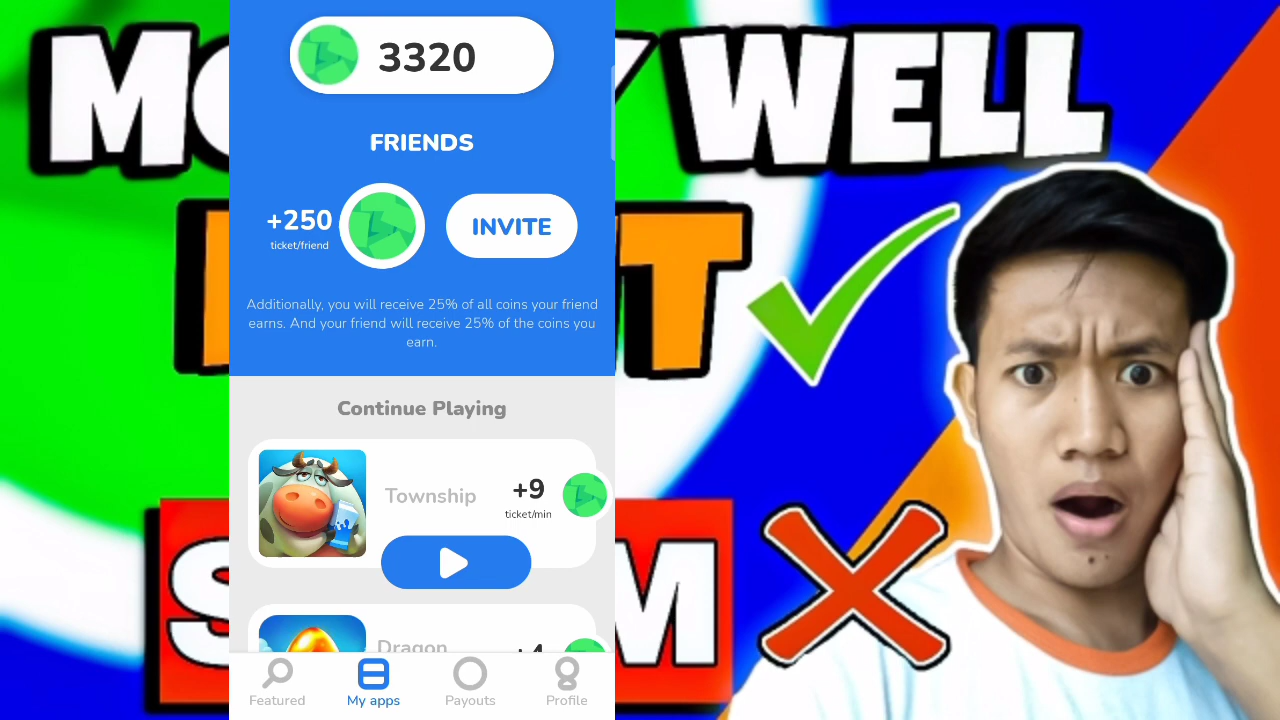 WELL
3320
FRIENDS
+250
ticket/friend
INVITE
Additionally, you will receive 25% of all coins your friend
earns. And your friend will receive 25% of the coins you
earn.
Continue Playing
Township
+9
ticket/min
Dragon
Featured
My apps
Payouts
Profile